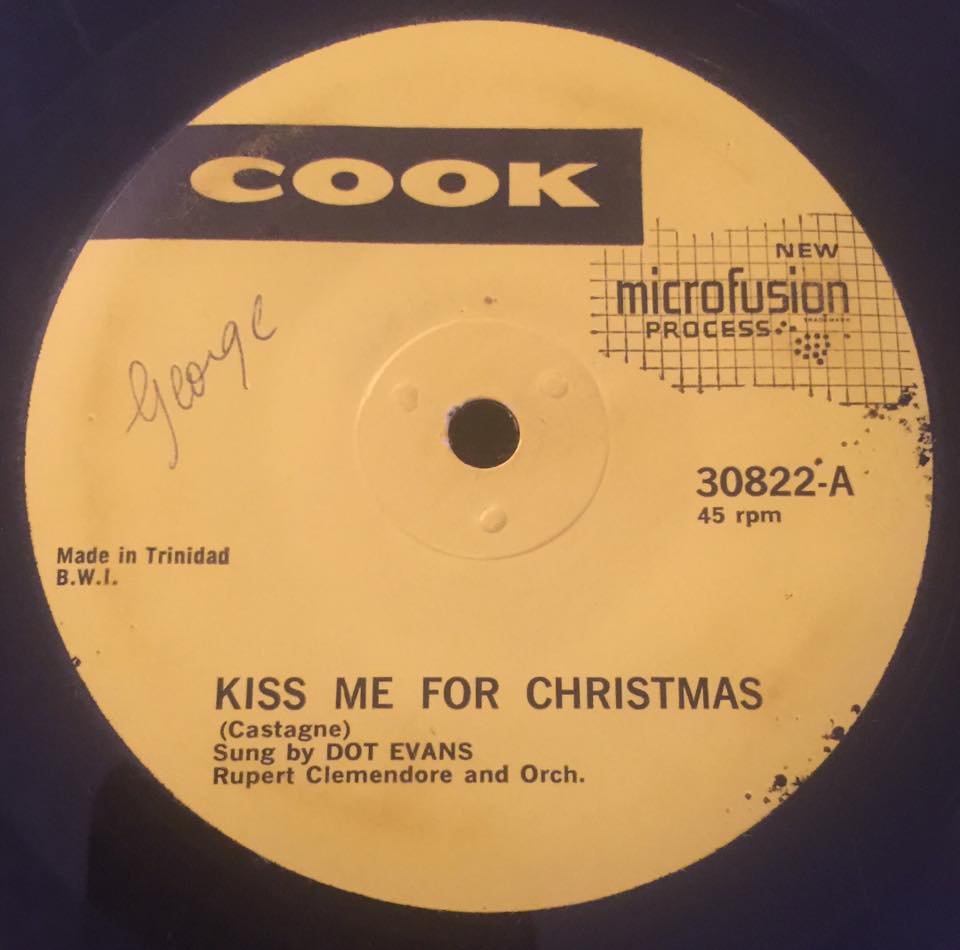 COOK
NEW
microfusion
TRADEMARK
PROCESS
George
30822-A
45 rpm
Made in Trinidad
B.W.I.
KISS ME FOR CHRISTMAS
(Castagne)
Sung by DOT EVANS
Rupert Clemendore and Orch.